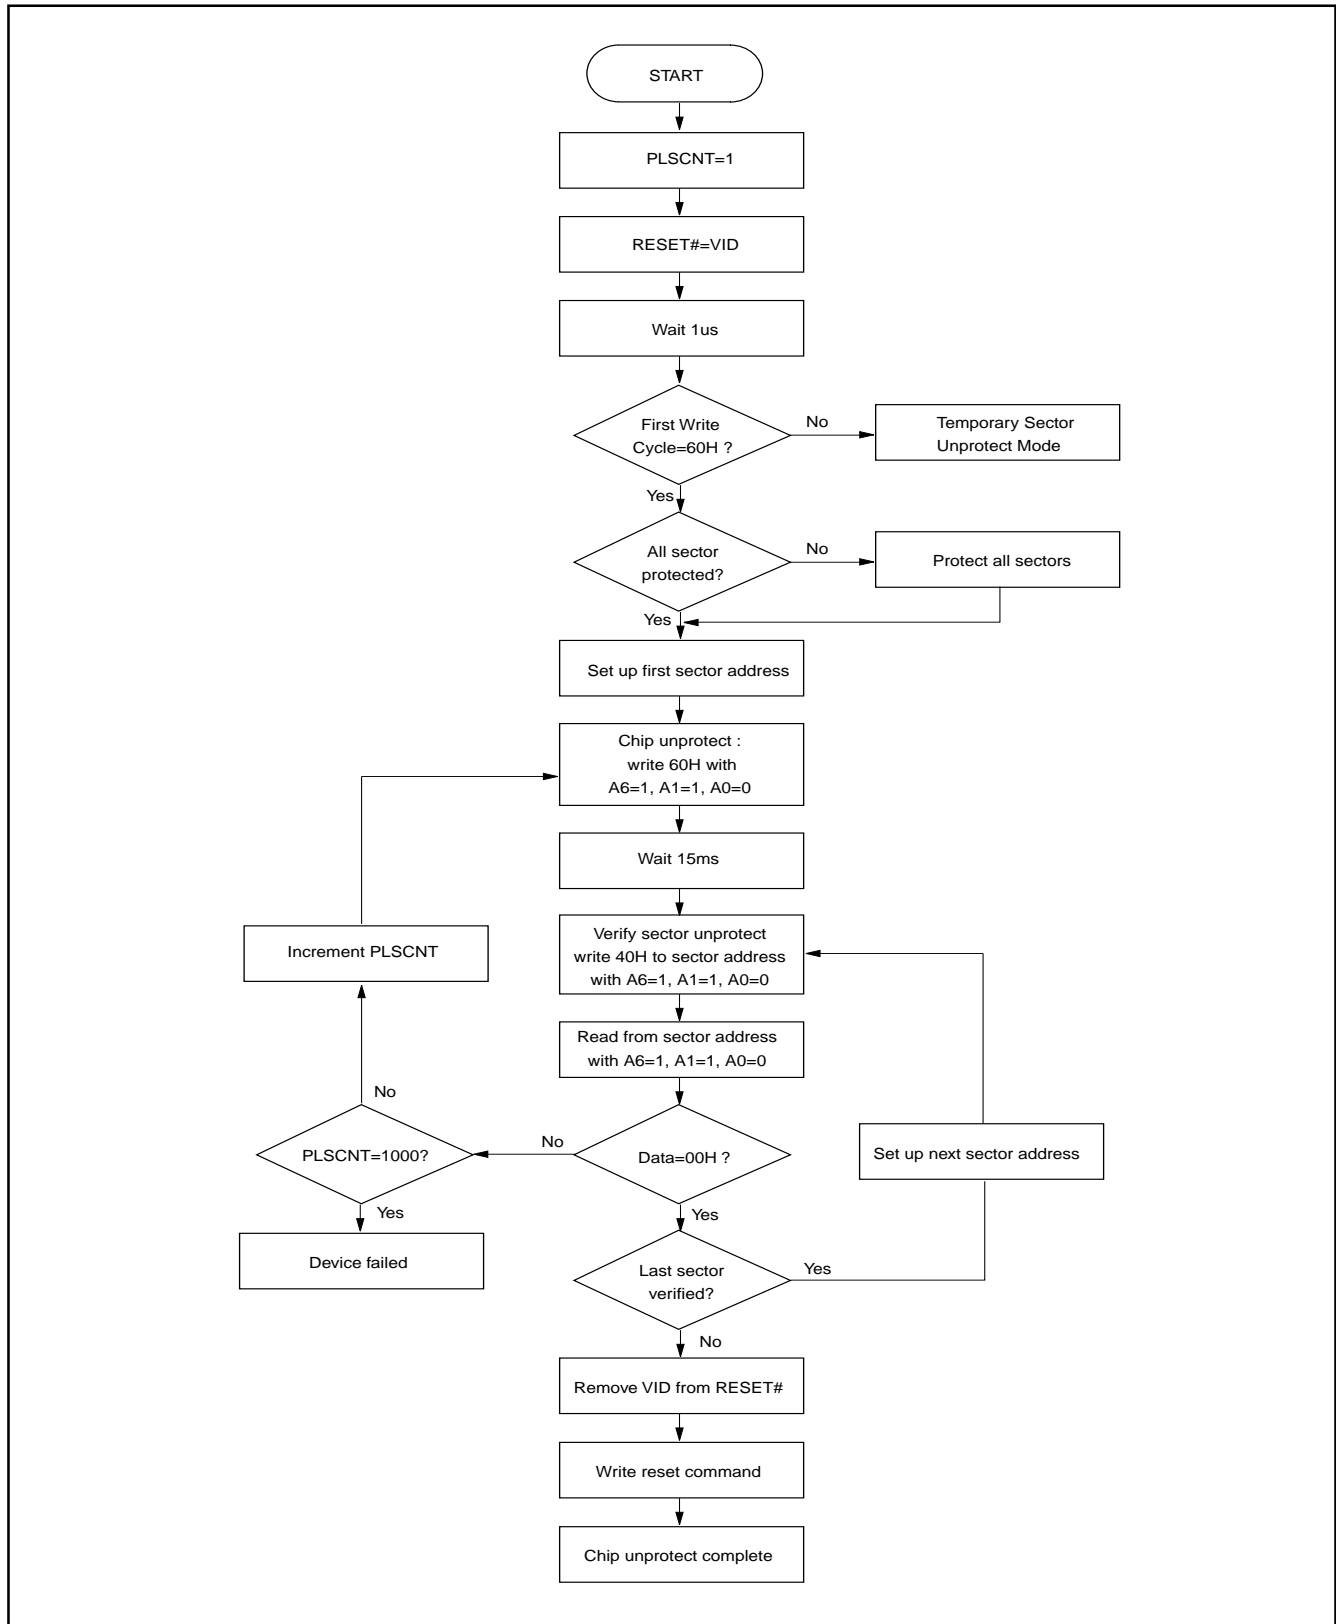 START
PLSCNT=1
RESET#=VID
Wait 1us
First Write
Cycle=60H ?
No
Temporary Sector
Unprotect Mode
Yes
All sector
protected?
No
Protect all sectors
Yes
Set up first sector address
Chip unprotect :
write 60H with
A6=1, A1=1, A0=0
Wait 15ms
Increment PLSCNT
Verify sector unprotect
write 40H to sector address
with A6=1, A1=1, A0=0
Read from sector address
with A6=1, A1=1, A0=0
No
PLSCNT=1000?
No
Data=00H ?
Set up next sector address
Yes
Yes
Device failed
Last sector
verified?
Yes
No
Remove VID from RESET#
Write reset command
Chip unprotect complete